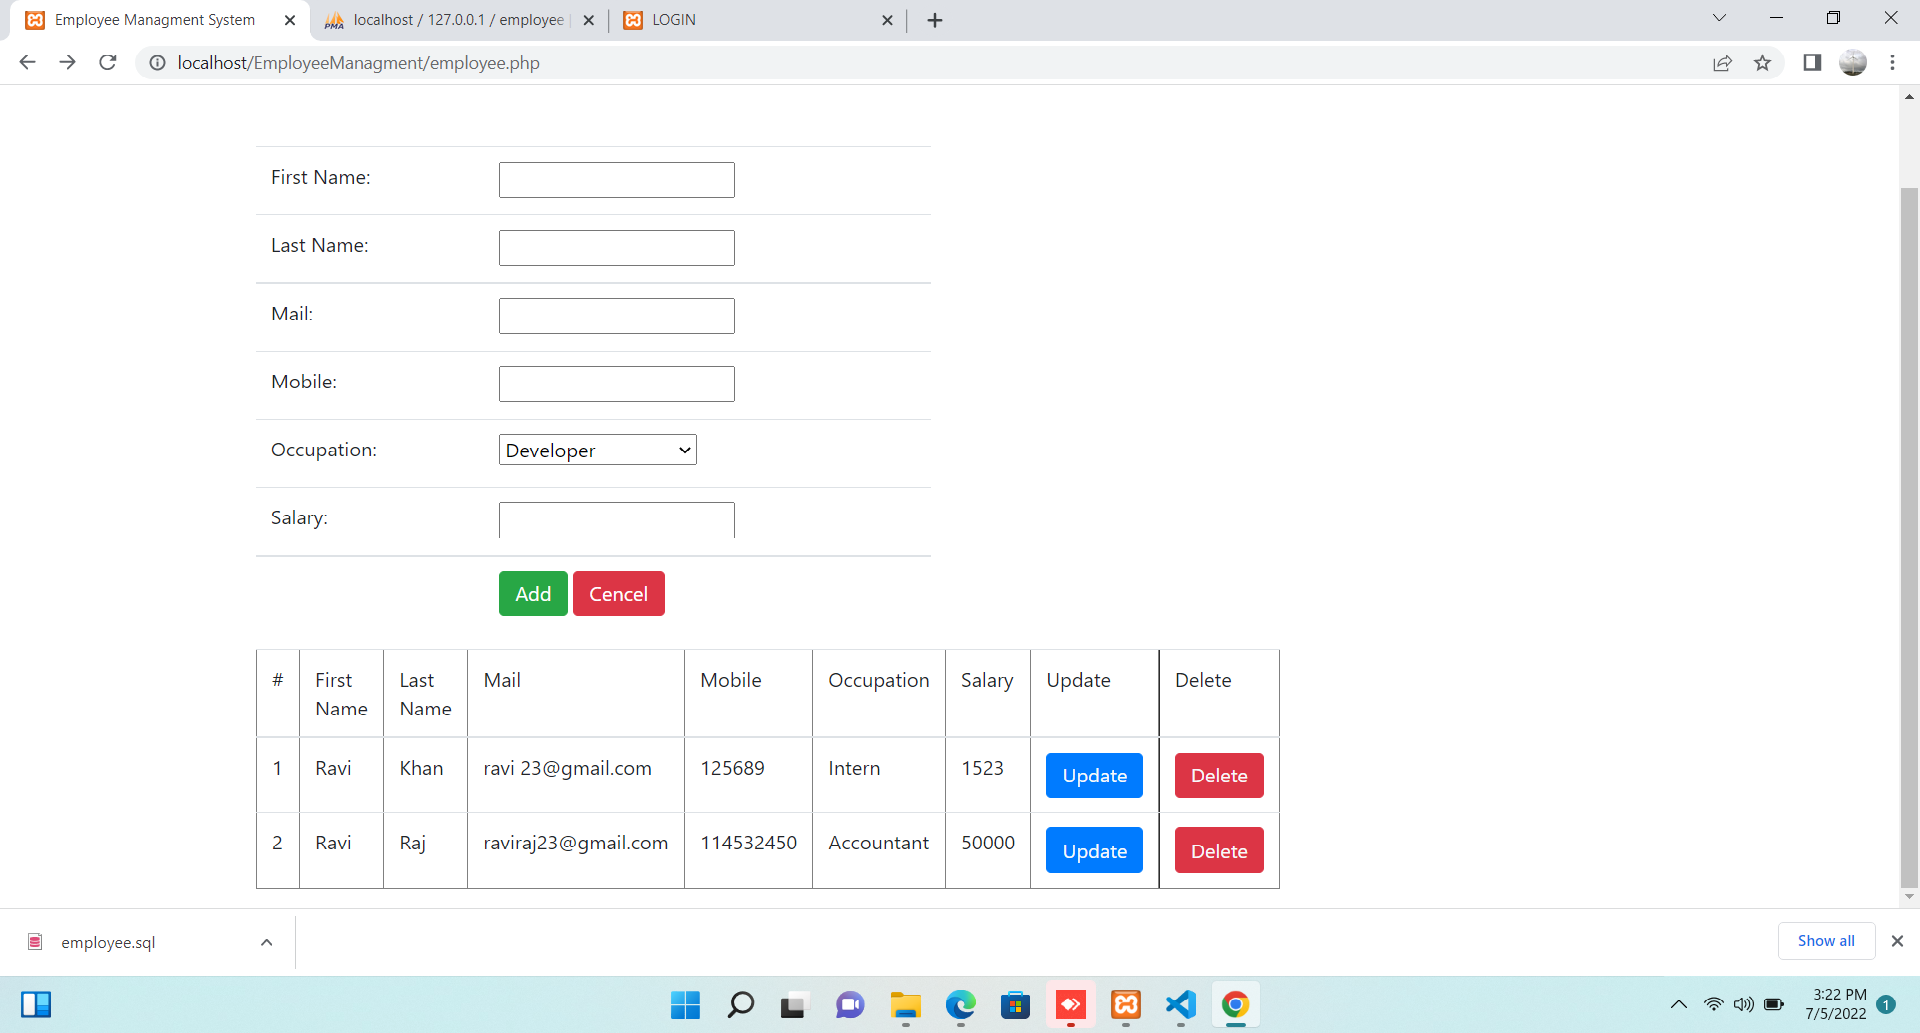 Employee Managment System
localhost / 127.0.0.1 / employee
LOGIN
localhost/EmployeeManagment/employee.php
First Name:
Last Name:
Mail:
Mobile:
Occupation: Developer
Salary:
Add Cencel
# First Name Last Name Mail Mobile Occupation Salary Update Delete
1 Ravi Khan ravi 23@gmail.com 125689 Intern 1523 Update Delete
2 Ravi Raj raviraj23@gmail.com 114532450 Accountant 50000 Update Delete
employee.sql
Show all
3:22 PM
7/5/2022
1
PMA